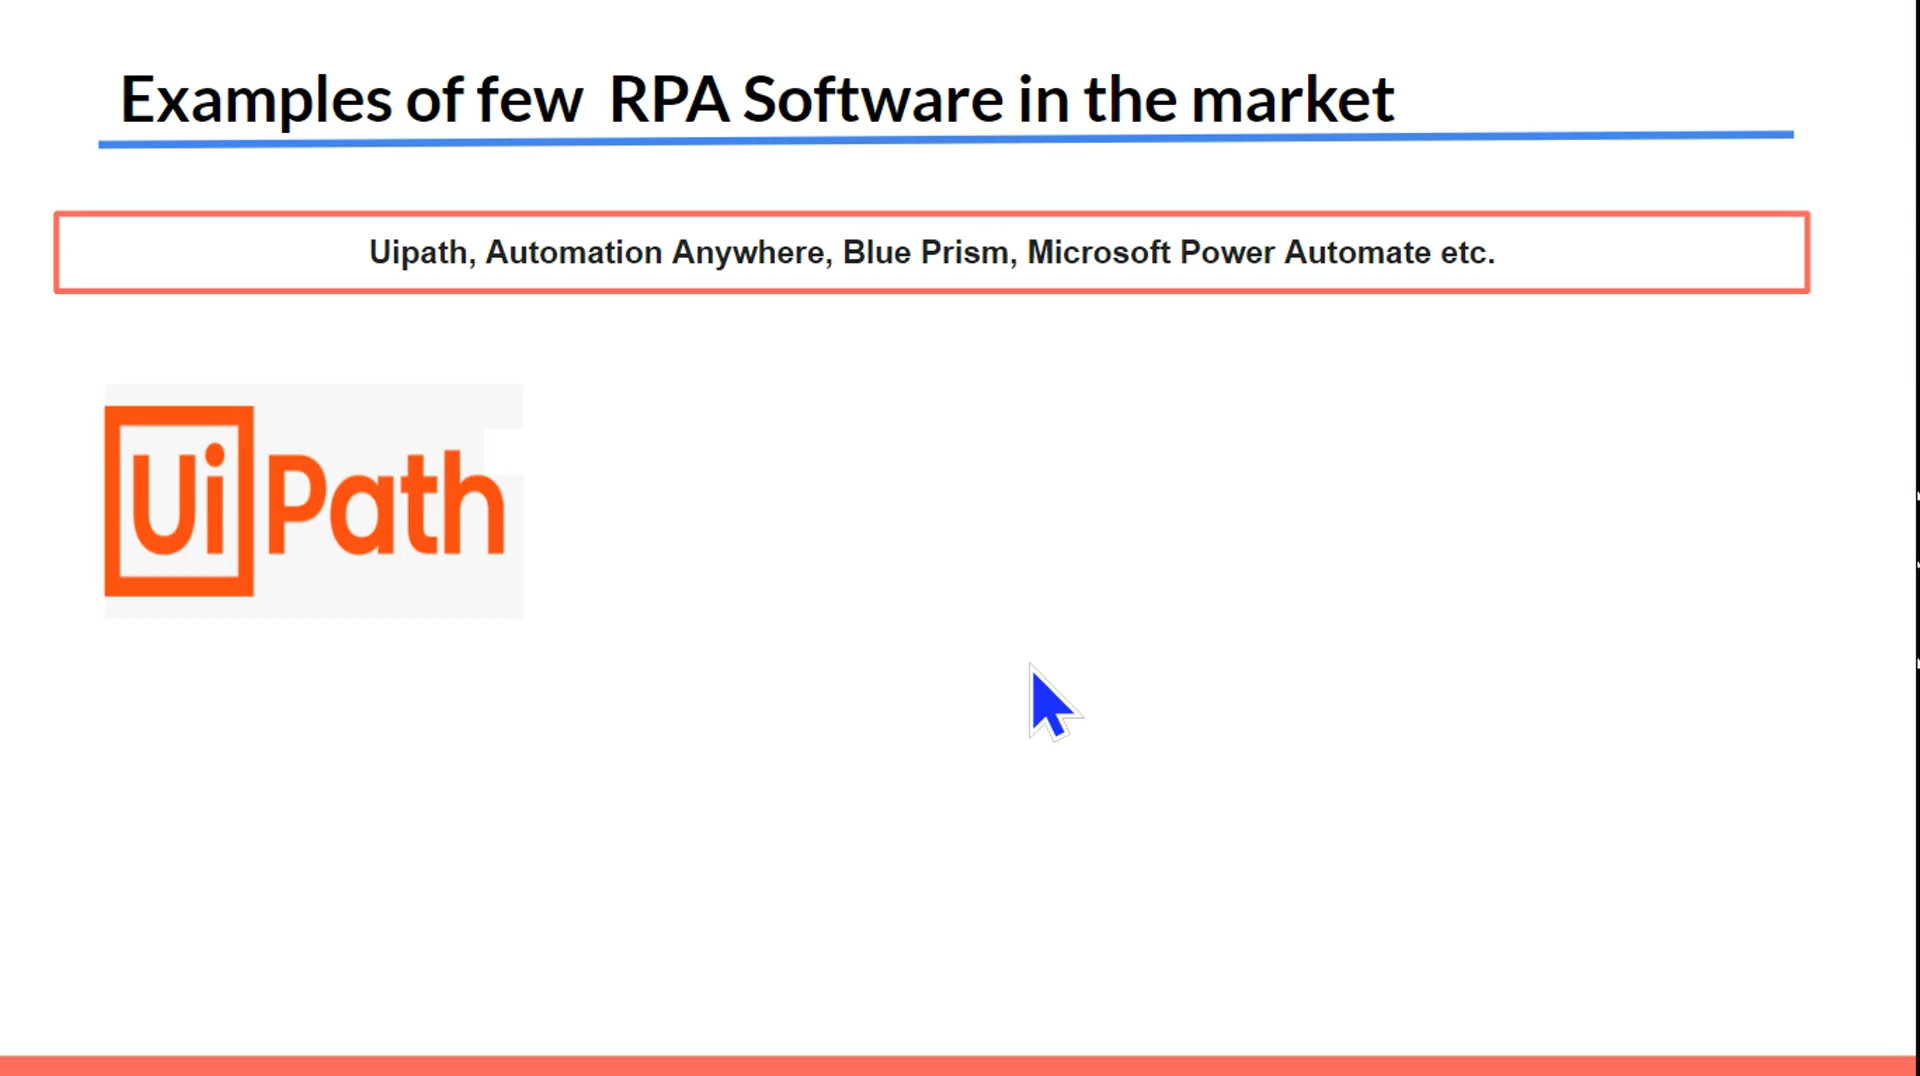 Examples of few  RPA Software in the market
Uipath, Automation Anywhere, Blue Prism, Microsoft Power Automate etc.
UiPath